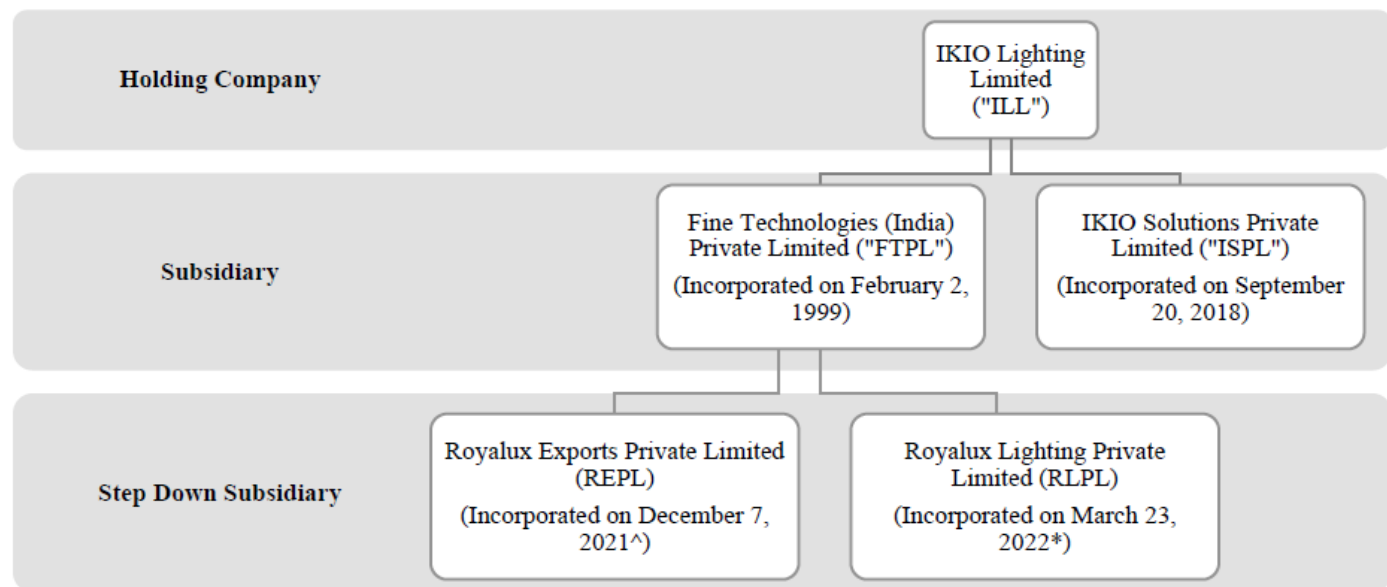 Holding Company
IKIO Lighting
Limited
("ILL")
Subsidiary
Fine Technologies (India)
Private Limited ("FTPL")
(Incorporated on February 2,
1999)
IKIO Solutions Private
Limited ("ISPL")
(Incorporated on September
20, 2018)
Step Down Subsidiary
Royalux Exports Private Limited
(REPL)
(Incorporated on December 7,
2021^)
Royalux Lighting Private
Limited (RLPL)
(Incorporated on March 23,
2022*)